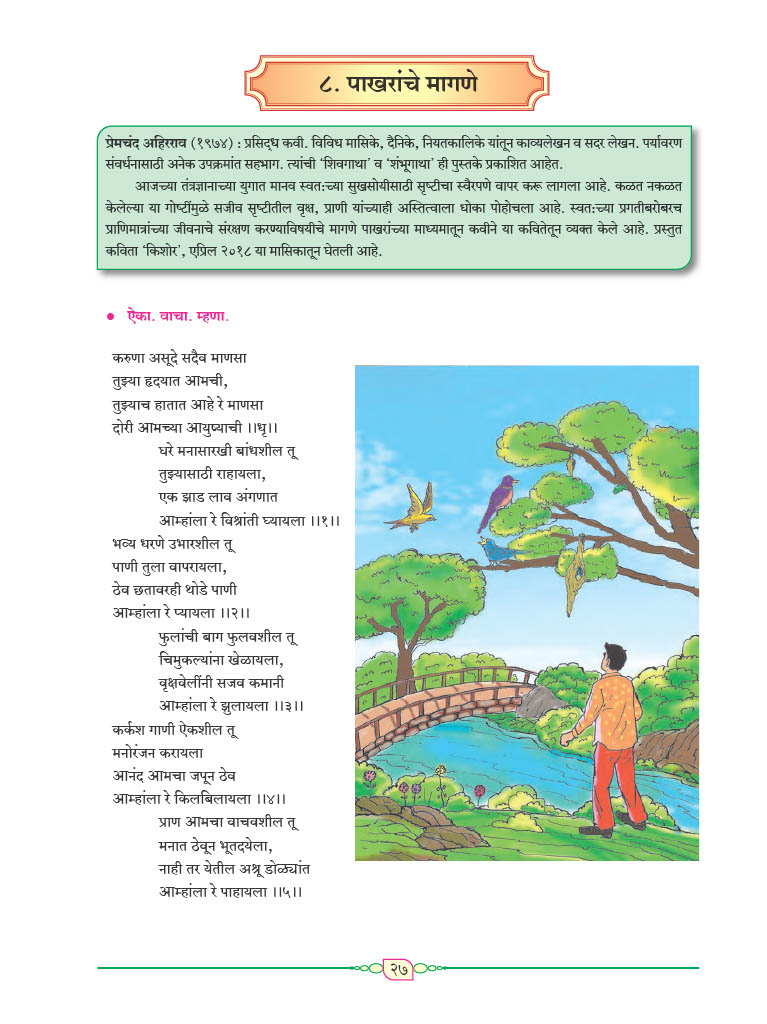 ८. पाखरांचे मागणे
प्रेमचंद अहिरराव (१९७४) : प्रसिद्ध कवी. विविध मासिके, दैनिके, नियतकालिके यांतून काव्यलेखन व सदर लेखन. पर्यावरण
संवर्धनासाठी अनेक उपक्रमांत सहभाग. त्यांची ‘शिवगाथा’ व ‘शंभूगाथा’ ही पुस्तके प्रकाशित आहेत.
आजच्या तंत्रज्ञानाच्या युगात मानव स्वतःच्या सुखसोयीसाठी सृष्टीचा स्वैरपणे वापर करू लागला आहे. कळत नकळत
केलेल्या या गोष्टींमुळे सजीव सृष्टीतील वृक्ष, प्राणी यांच्याही अस्तित्वाला धोका पोहोचला आहे. स्वतःच्या प्रगतीबरोबरच
प्राणिमात्रांच्या जीवनाचे संरक्षण करण्याविषयीचे मागणे पाखरांच्या माध्यमातून कवीने या कवितेतून व्यक्त केले आहे. प्रस्तुत
कविता ‘किशोर’, एप्रिल २०१८ या मासिकातून घेतली आहे.
● ऐका. वाचा. म्हणा.
करुणा असूदे सदैव माणसा
तुझ्या हृदयात आमची,
तुझ्याच हातात आहे रे माणसा
दोरी आमच्या आयुष्याची ।।धृ।।
घरे मनासारखी बांधशील तू
तुझ्यासाठी राहायला,
एक झाड लाव अंगणात
आम्हांला रे विश्रांती घ्यायला ।।१।।
भव्य धरणे उभारशील तू
पाणी तुला वापरायला,
ठेव छतावरही थोडे पाणी
आम्हांला रे प्यायला ।।२।।
फुलांची बाग फुलवशील तू
चिमुकल्यांना खेळायला,
वृक्षवेलींनी सजव कमानी
आम्हांला रे झुलायला ।।३।।
कर्कश गाणी ऐकशील तू
मनोरंजन करायला
आनंद आमचा जपून ठेव
आम्हांला रे किलबिलायला ।।४।।
प्राण आमचा वाचवशील तू
मनात ठेवून भूतदयेला,
नाही तर येतील अश्रू डोळ्यांत
आम्हांला रे पाहायला ।।५।।
२७